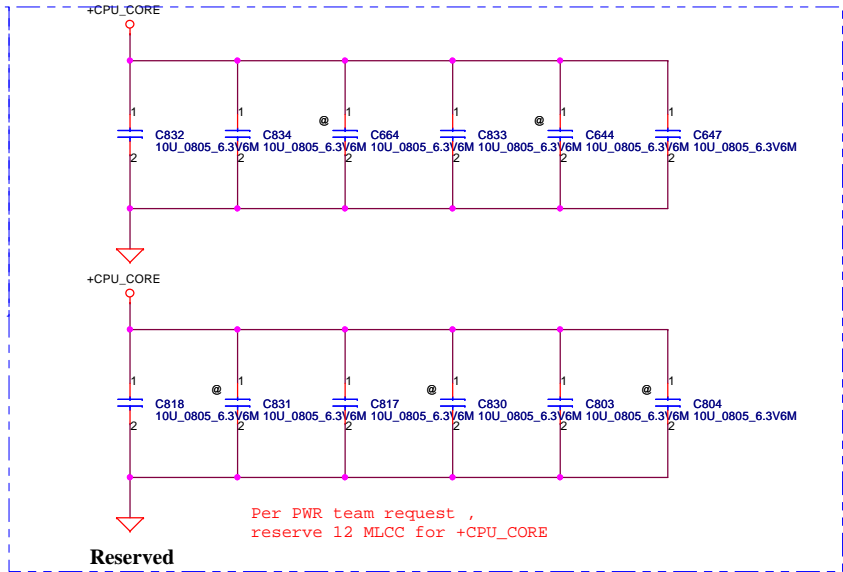 +CPU_CORE
1 1 1 1 1 1
@ @
C832 C834 C664 C833 C644 C647
10U_0805_6.3V6M 10U_0805_6.3V6M 10U_0805_6.3V6M 10U_0805_6.3V6M 10U_0805_6.3V6M 10U_0805_6.3V6M
2 2 2 2 2 2
+CPU_CORE
1 1 1 1 1 1
@ @ @
C818 C831 C817 C830 C803 C804
10U_0805_6.3V6M 10U_0805_6.3V6M 10U_0805_6.3V6M 10U_0805_6.3V6M 10U_0805_6.3V6M 10U_0805_6.3V6M
2 2 2 2 2 2
Per PWR team request ,
reserve 12 MLCC for +CPU_CORE
Reserved